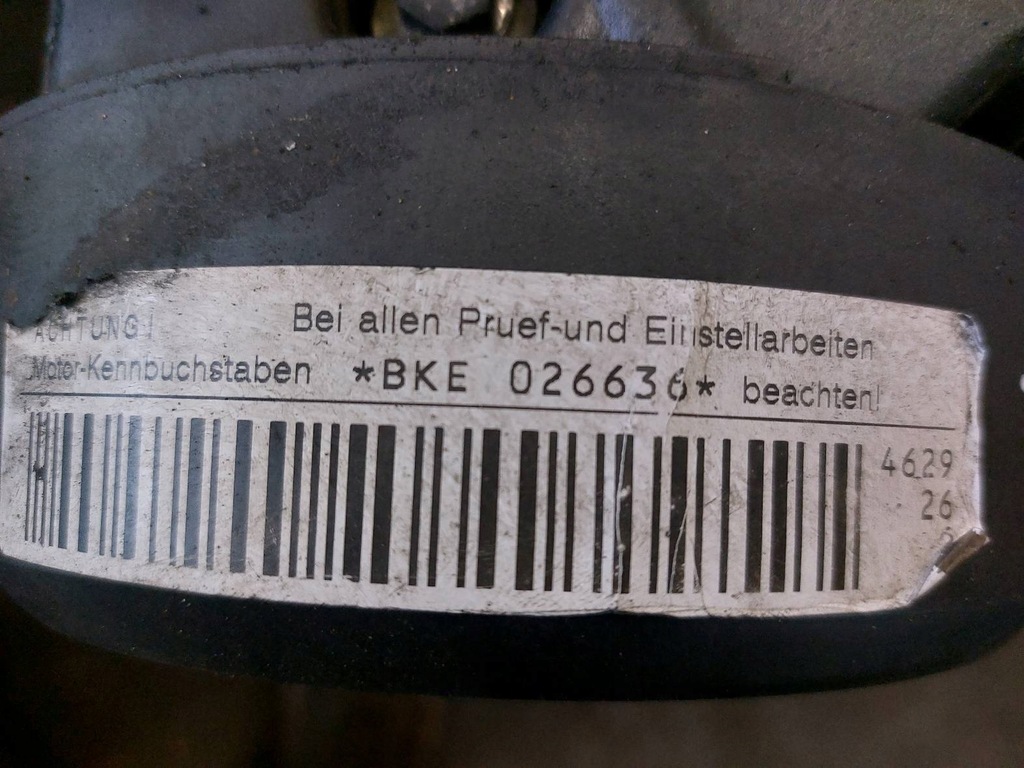 ACHTUNG! Bei allen Pruef-und Einstellarbeiten
Motor-Kennbuchstaben *BKE 026636* beachten!
4629
26